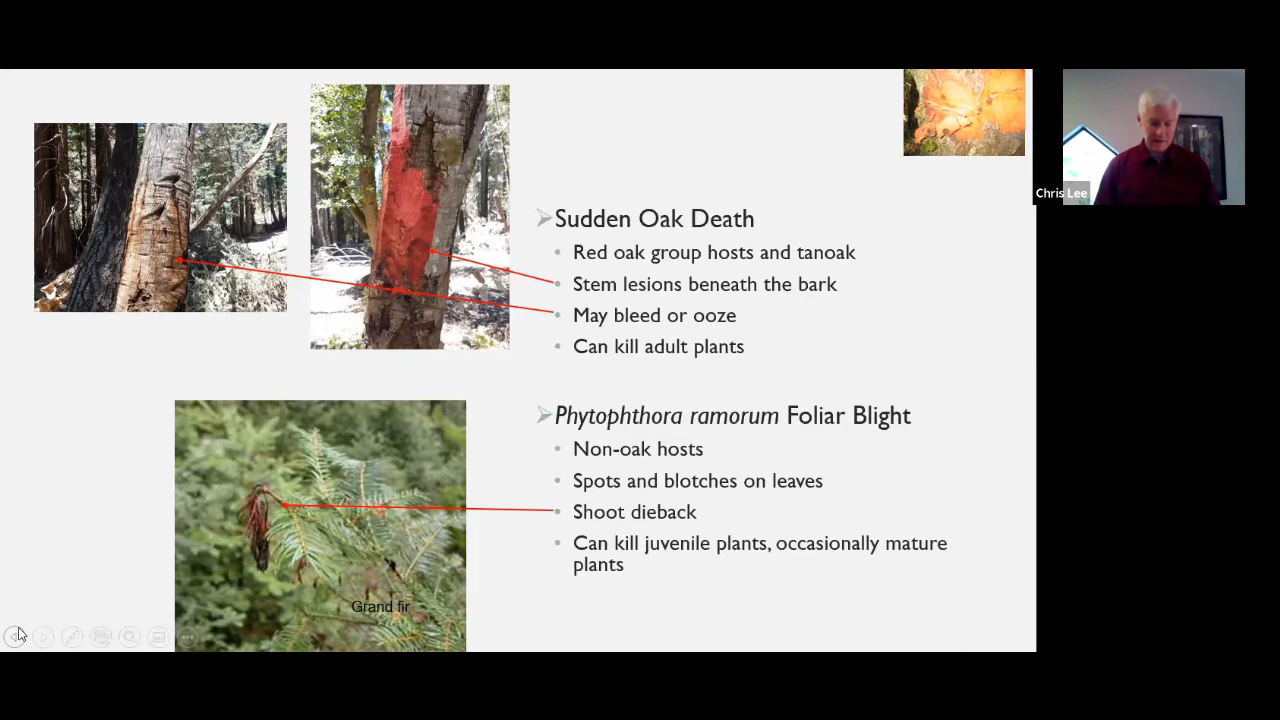 Chris Lee
Sudden Oak Death
Red oak group hosts and tanoak
Stem lesions beneath the bark
May bleed or ooze
Can kill adult plants
Phytophthora ramorum Foliar Blight
Non-oak hosts
Spots and blotches on leaves
Shoot dieback
Can kill juvenile plants, occasionally mature
plants
Grand fir